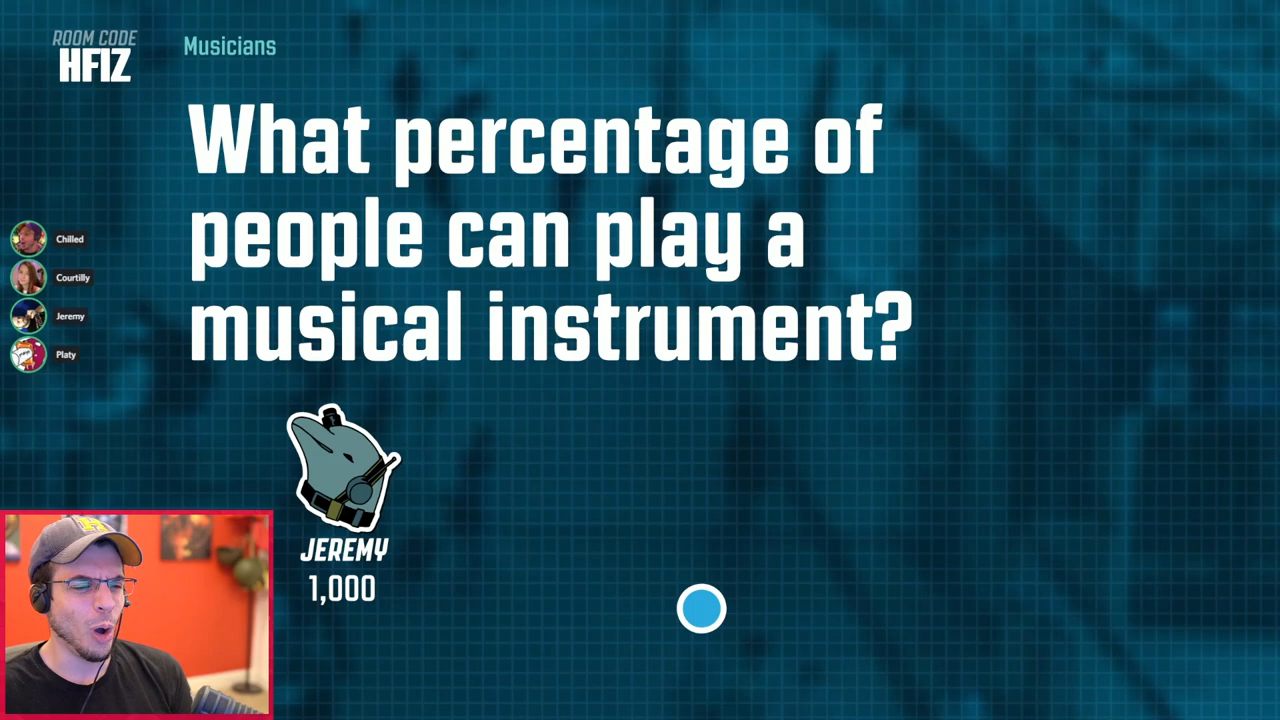 ROOM CODE
HFIZ
Musicians
What percentage of
people can play a
musical instrument?
Chilled
Courtilly
Jeremy
Platy
JEREMY
1,000
H